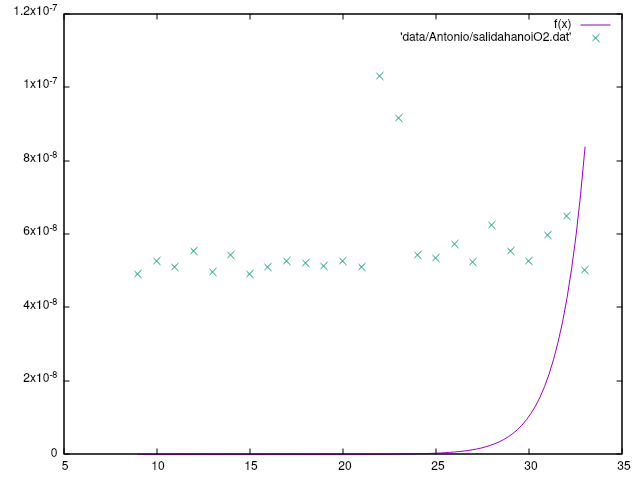 1.2x10-7
f(x)
'data/Antonio/salidahanoiO2.dat'
1x10-7
8x10-8
6x10-8
4x10-8
2x10-8
0
5 10 15 20 25 30 35